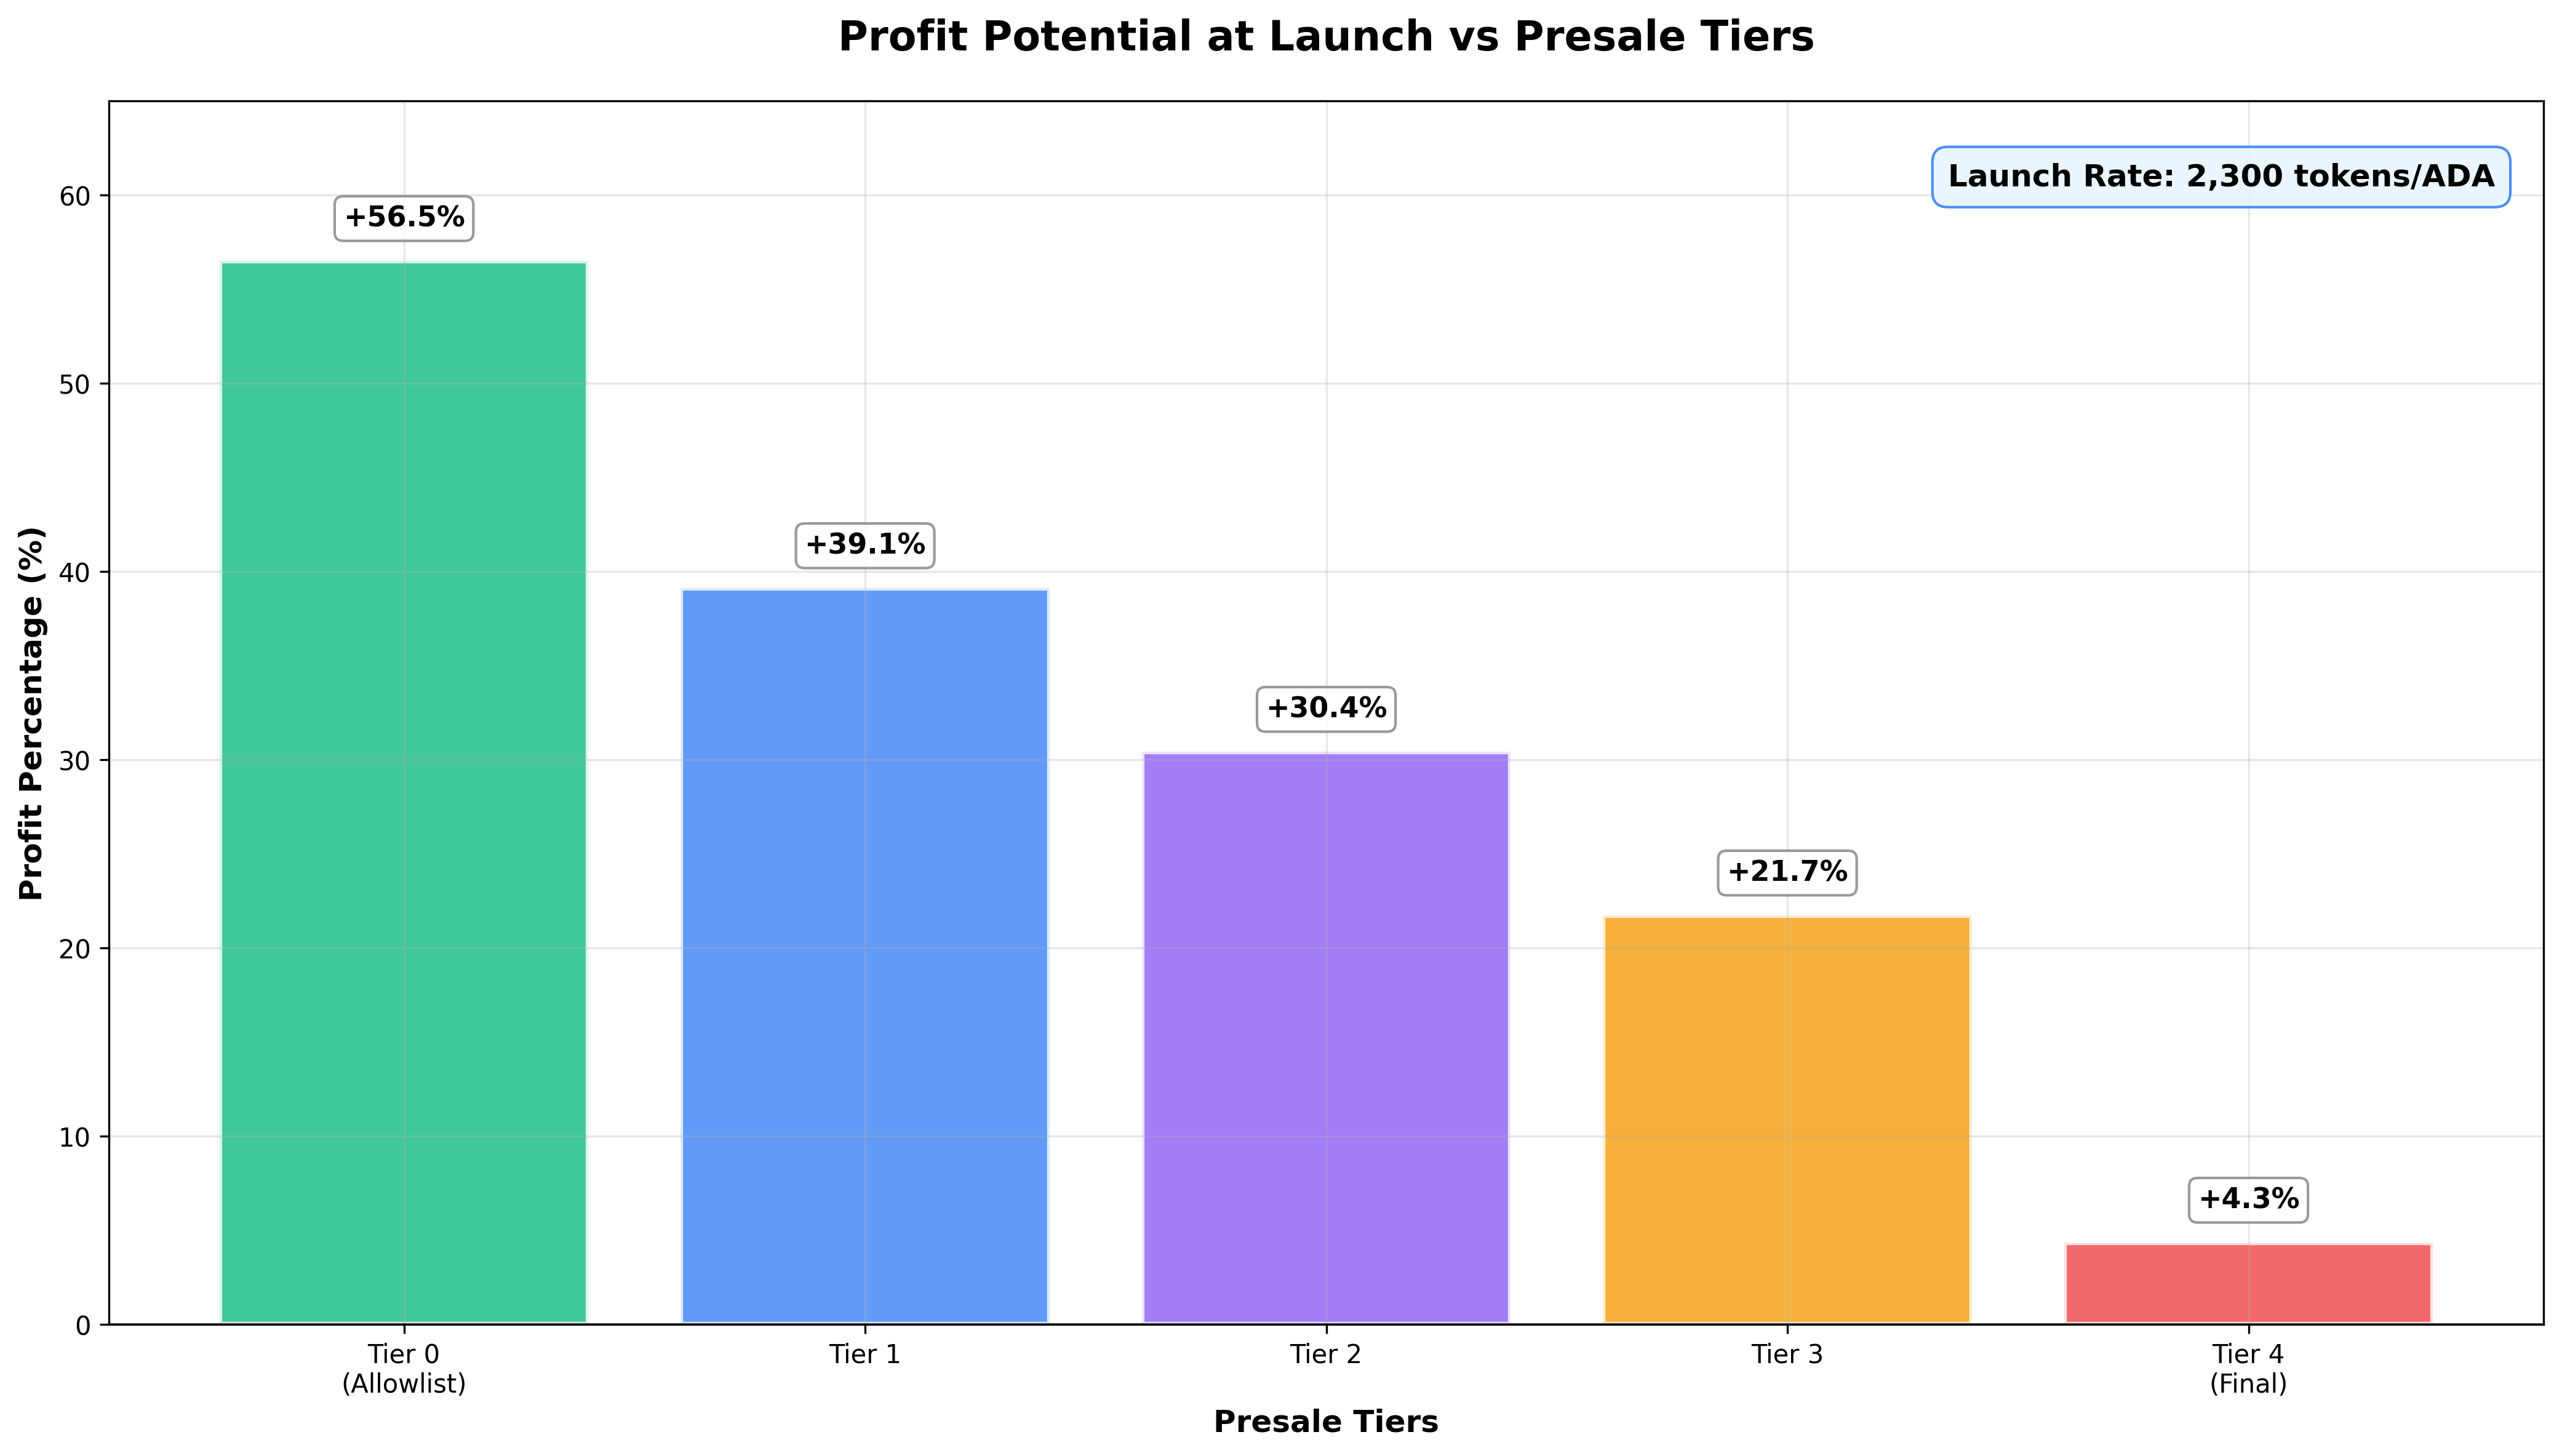 Profit Potential at Launch vs Presale Tiers
Launch Rate: 2,300 tokens/ADA
Profit Percentage (%)
60
50
40
30
20
10
0
+56.5%
+39.1%
+30.4%
+21.7%
+4.3%
Tier 0
(Allowlist)
Tier 1
Tier 2
Tier 3
Tier 4
(Final)
Presale Tiers